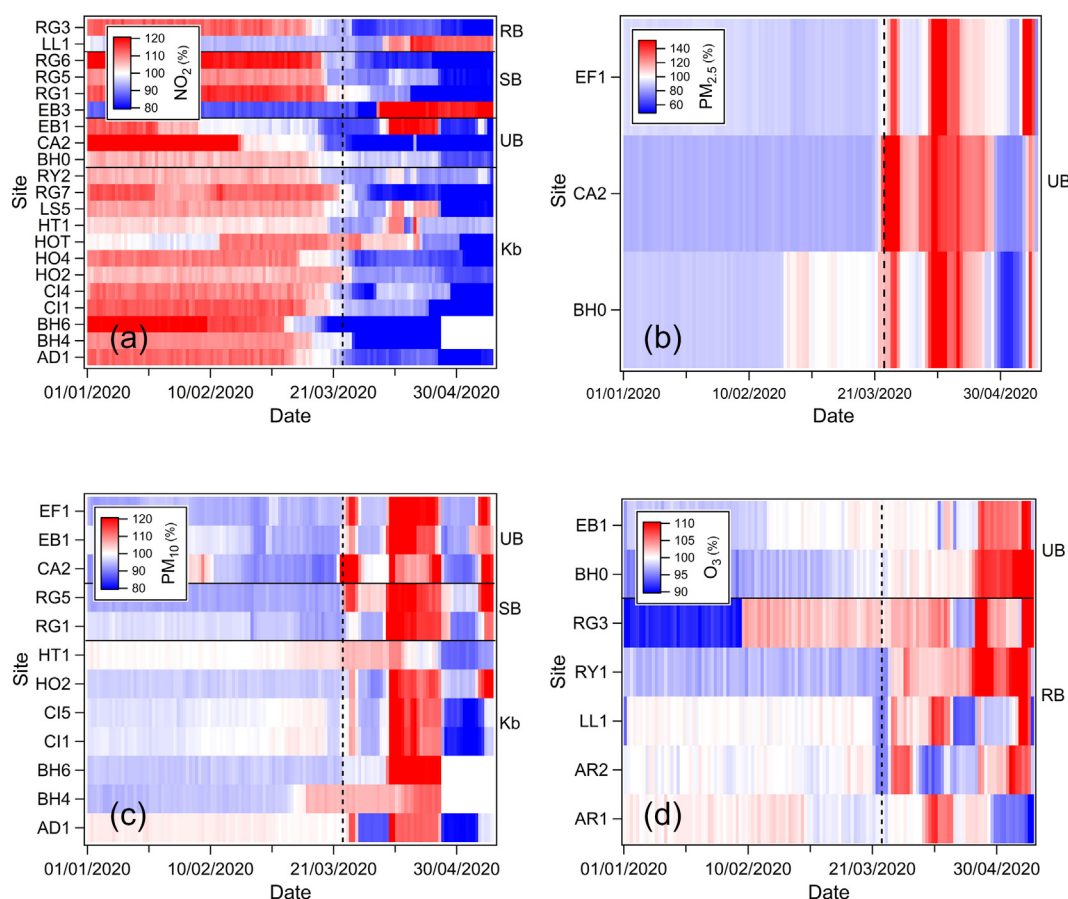 RG3
LL1
RG6
RG5
RG1
EB3
EB1
CA2
BH0
RY2
RG7
LS5
HT1
HOT
HO4
HO2
CI4
CI1
BH6
BH4
AD1
Site
120
110
100
90
80
NO2 (%)
RB
SB
UB
Kb
(a)
01/01/2020 10/02/2020 21/03/2020 30/04/2020
Date
EF1
CA2
BH0
Site
140
120
100
80
60
PM2.5 (%)
UB
(b)
01/01/2020 10/02/2020 21/03/2020 30/04/2020
Date
EF1
EB1
CA2
RG5
RG1
HT1
HO2
CI5
CI1
BH6
BH4
AD1
Site
120
110
100
90
80
PM10 (%)
UB
SB
Kb
(c)
01/01/2020 10/02/2020 21/03/2020 30/04/2020
Date
EB1
BH0
RG3
RY1
LL1
AR2
AR1
Site
110
105
100
95
90
O3 (%)
UB
RB
(d)
01/01/2020 10/02/2020 21/03/2020 30/04/2020
Date